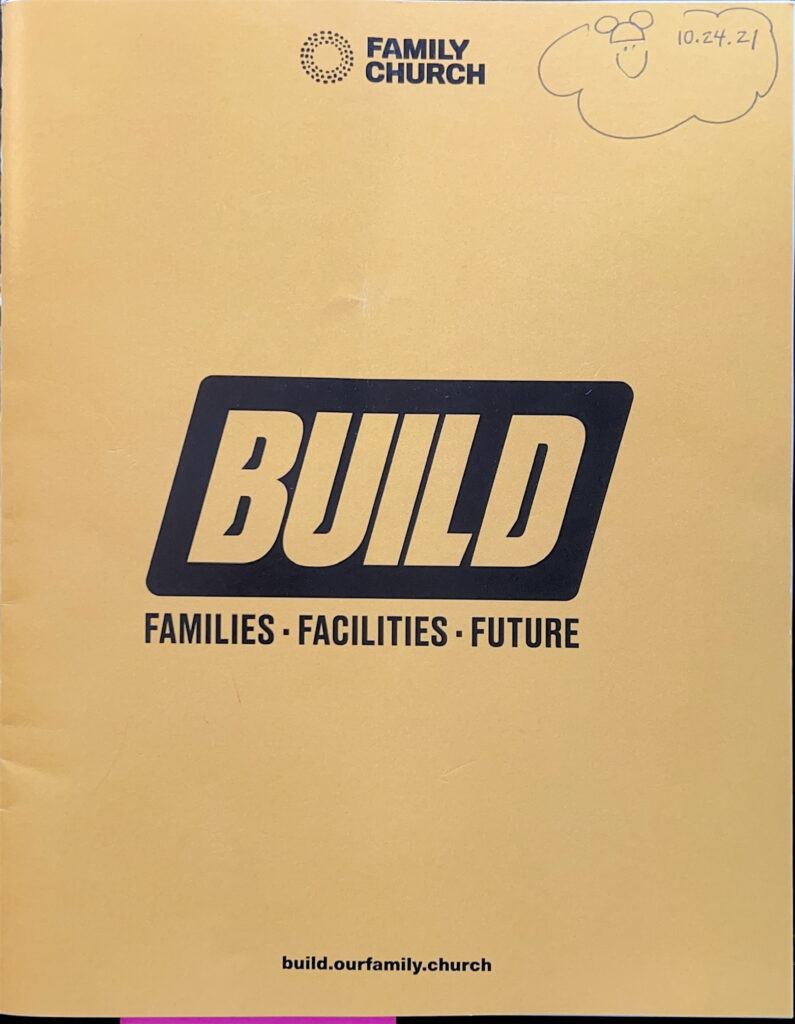 FAMILY
CHURCH
10.24.21
BUILD
FAMILIES · FACILITIES · FUTURE
build.ourfamily.church